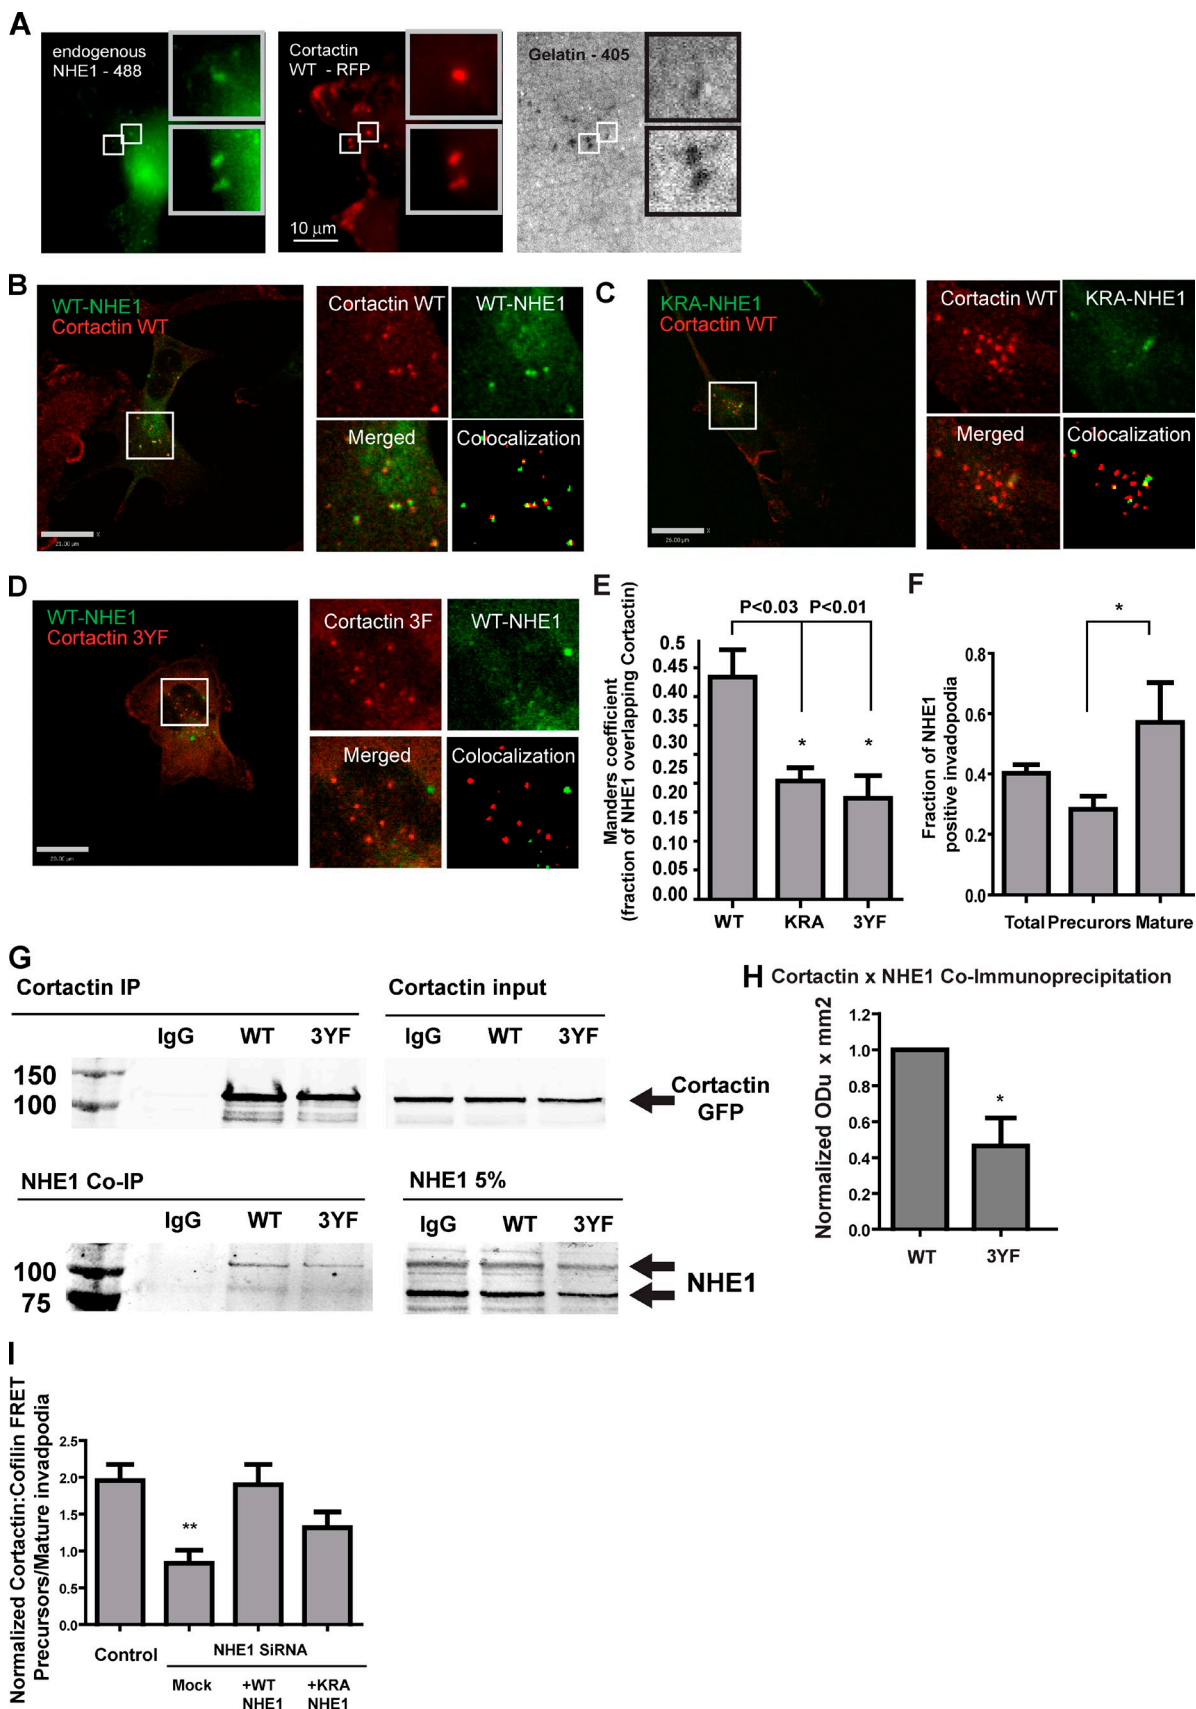 A
endogenous
NHE1 - 488
Cortactin
WT - RFP
10 µm
Gelatin - 405
B
WT-NHE1
Cortactin WT
21.00 µm
x
Cortactin WT
WT-NHE1
Merged
Colocalization
C
KRA-NHE1
Cortactin WT
26.00 µm
x
Cortactin WT
KRA-NHE1
Merged
Colocalization
D
WT-NHE1
Cortactin 3YF
20.00 µm
x
Cortactin 3F
WT-NHE1
Merged
Colocalization
E
Manders coefficient
(fraction of NHE1 overlapping Cortactin)
P<0.03 P<0.01
0.5
0.45
0.40
0.35
0.30
0.25
0.20
0.15
0.10
0.05
0.00
* *
WT KRA 3YF
F
Fraction of NHE1
positive invadopodia
*
0.8
0.6
0.4
0.2
0.0
Total Precurors Mature
G
Cortactin IP
IgG WT 3YF
150
100
Cortactin input
IgG WT 3YF
Cortactin
GFP
NHE1 Co-IP
IgG WT 3YF
100
75
NHE1 5%
IgG WT 3YF
NHE1
H Cortactin x NHE1 Co-Immunoprecipitation
Normalized ODu x mm2
1.2
1.0
0.8
0.6
0.4
0.2
0.0
*
WT 3YF
I
Normalized Cortactin:Cofilin FRET
Precursors/Mature invadpodia
2.5
2.0
1.5
1.0
0.5
0.0
**
Control
NHE1 SiRNA
Mock +WT +KRA
NHE1 NHE1